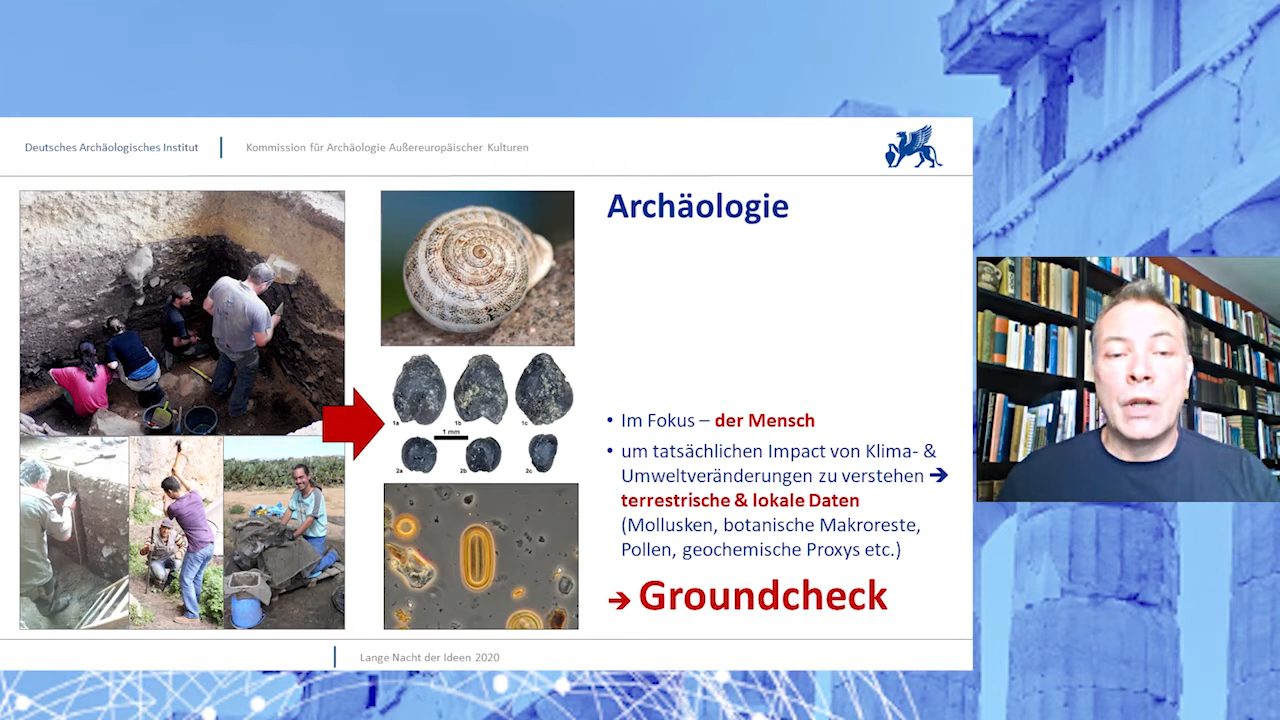 Deutsches Archäologisches Institut
Kommission für Archäologie Außereuropäischer Kulturen
Archäologie
1a
1b
1c
1 mm
2a
2b
2c
• Im Fokus – der Mensch
• um tatsächlichen Impact von Klima- &
Umweltveränderungen zu verstehen ➔
terrestrische & lokale Daten
(Mollusken, botanische Makroreste,
Pollen, geochemische Proxys etc.)
➔ Groundcheck
Lange Nacht der Ideen 2020